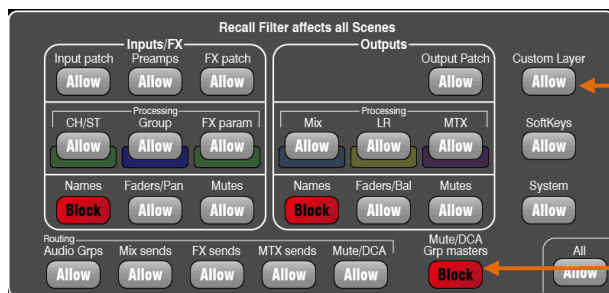 Recall Filter affects all Scenes
Inputs/FX
Outputs
Input patch Preamps FX patch
Output Patch
Custom Layer
Allow Allow Allow
Allow
Allow
Processing
Processing
CH/ST Group FX param
Mix LR MTX
SoftKeys
Allow Allow Allow
Allow Allow Allow
Allow
Names Faders/Pan Mutes
Names Faders/Bal Mutes
System
Block Allow Allow
Block Allow Allow
Allow
Routing
Audio Grps Mix sends FX sends MTX sends Mute/DCA
Mute/DCA
Grp masters
All
Allow Allow Allow Allow Allow
Block
Allow